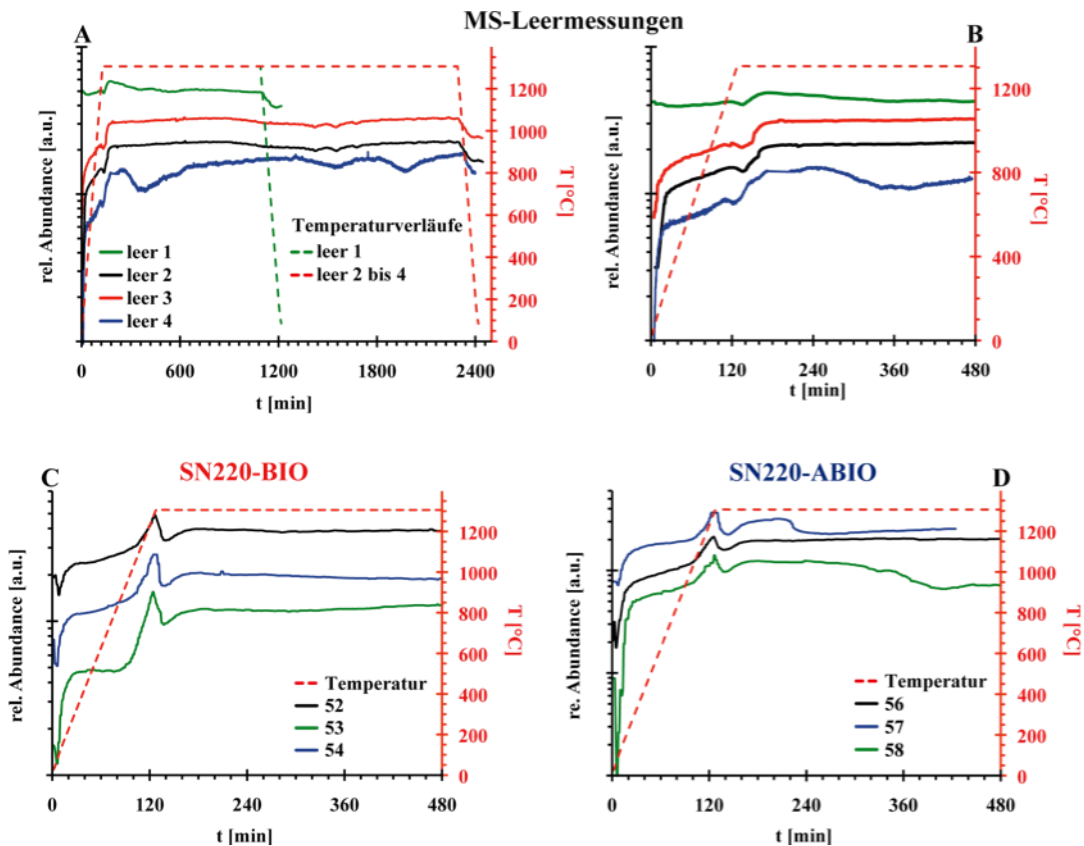 MS-Leermessungen
A
B
rel. Abundance [a.u.]
1200
1000
800
600
400
200
0
T [°C]
Temperaturverläufe
leer 1
leer 2
leer 3
leer 4
leer 1
leer 2 bis 4
0 600 1200 1800 2400
t [min]
rel. Abundance [a.u.]
1200
1000
800
600
400
200
0
T [°C]
0 120 240 360 480
t [min]
C
SN220-BIO
rel. Abundance [a.u.]
1200
1000
800
600
400
200
0
T [°C]
Temperatur
52
53
54
0 120 240 360 480
t [min]
SN220-ABIO
D
re. Abundance [a.u.]
1200
1000
800
600
400
200
0
T [°C]
Temperatur
56
57
58
0 120 240 360 480
t [min]